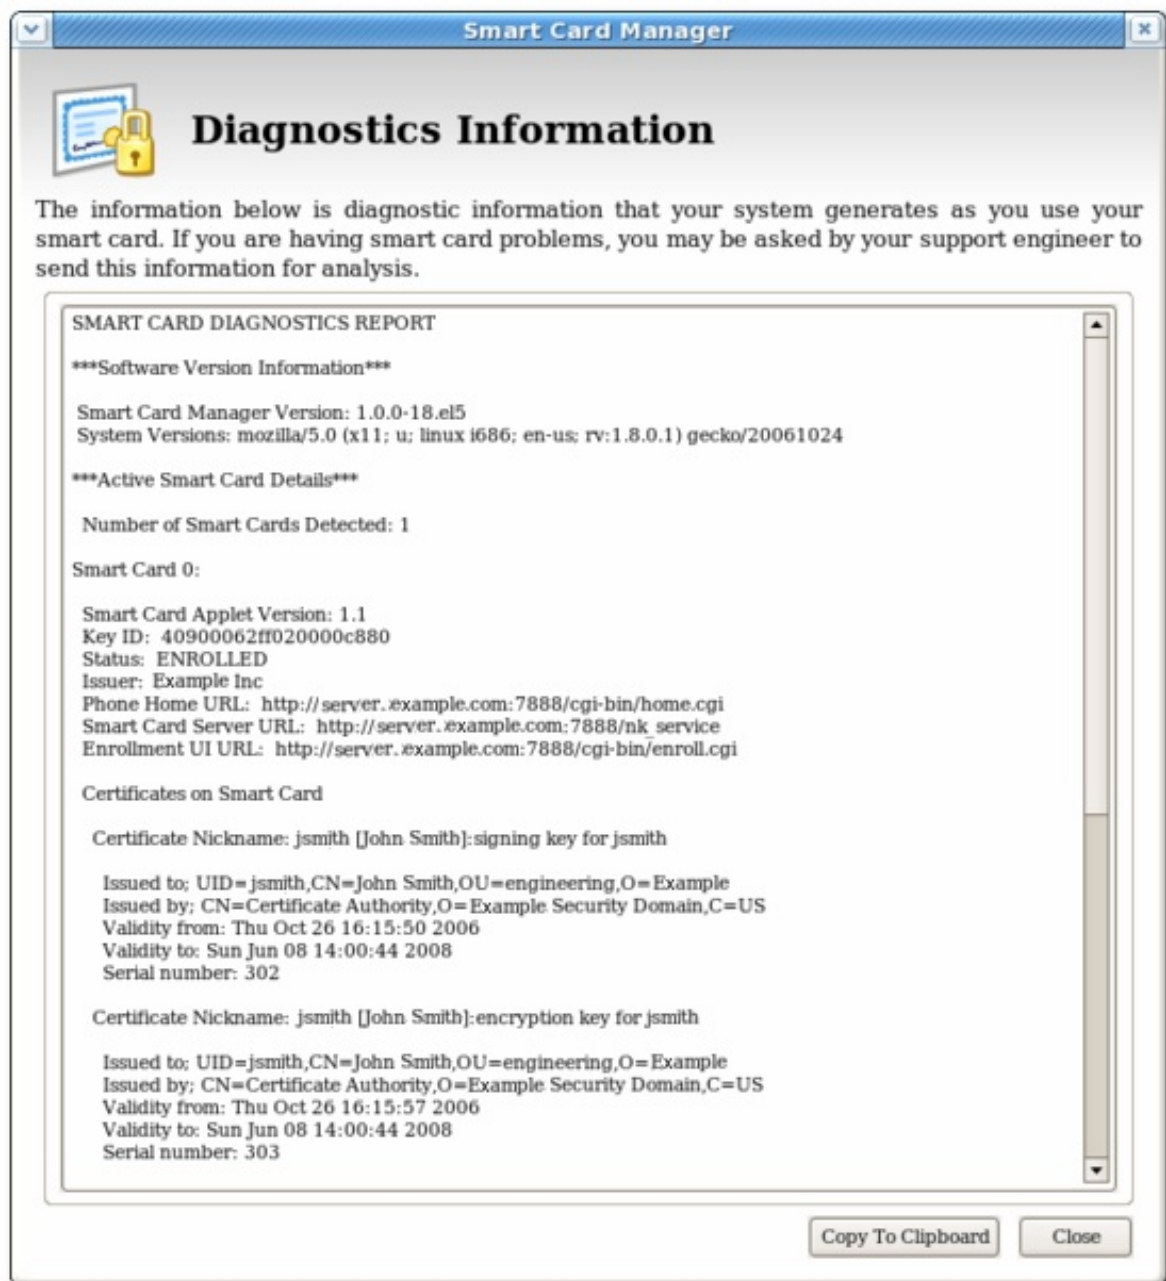 Smart Card Manager
Diagnostics Information
The information below is diagnostic information that your system generates as you use your
smart card. If you are having smart card problems, you may be asked by your support engineer to
send this information for analysis.
SMART CARD DIAGNOSTICS REPORT
***Software Version Information***
Smart Card Manager Version: 1.0.0-18.el5
System Versions: mozilla/5.0 (x11; u; linux i686; en-us; rv:1.8.0.1) gecko/20061024
***Active Smart Card Details***
Number of Smart Cards Detected: 1
Smart Card 0:
Smart Card Applet Version: 1.1
Key ID: 40900062ff020000c880
Status: ENROLLED
Issuer: Example Inc
Phone Home URL: http://server.example.com:7888/cgi-bin/home.cgi
Smart Card Server URL: http://server.example.com:7888/nk_service
Enrollment UI URL: http://server.example.com:7888/cgi-bin/enroll.cgi
Certificates on Smart Card
Certificate Nickname: jsmith [John Smith]:signing key for jsmith
Issued to; UID=jsmith,CN=John Smith,OU=engineering,O=Example
Issued by; CN=Certificate Authority,O=Example Security Domain,C=US
Validity from: Thu Oct 26 16:15:50 2006
Validity to: Sun Jun 08 14:00:44 2008
Serial number: 302
Certificate Nickname: jsmith [John Smith]:encryption key for jsmith
Issued to; UID=jsmith,CN=John Smith,OU=engineering,O=Example
Issued by; CN=Certificate Authority,O=Example Security Domain,C=US
Validity from: Thu Oct 26 16:15:57 2006
Validity to: Sun Jun 08 14:00:44 2008
Serial number: 303
Copy To Clipboard
Close